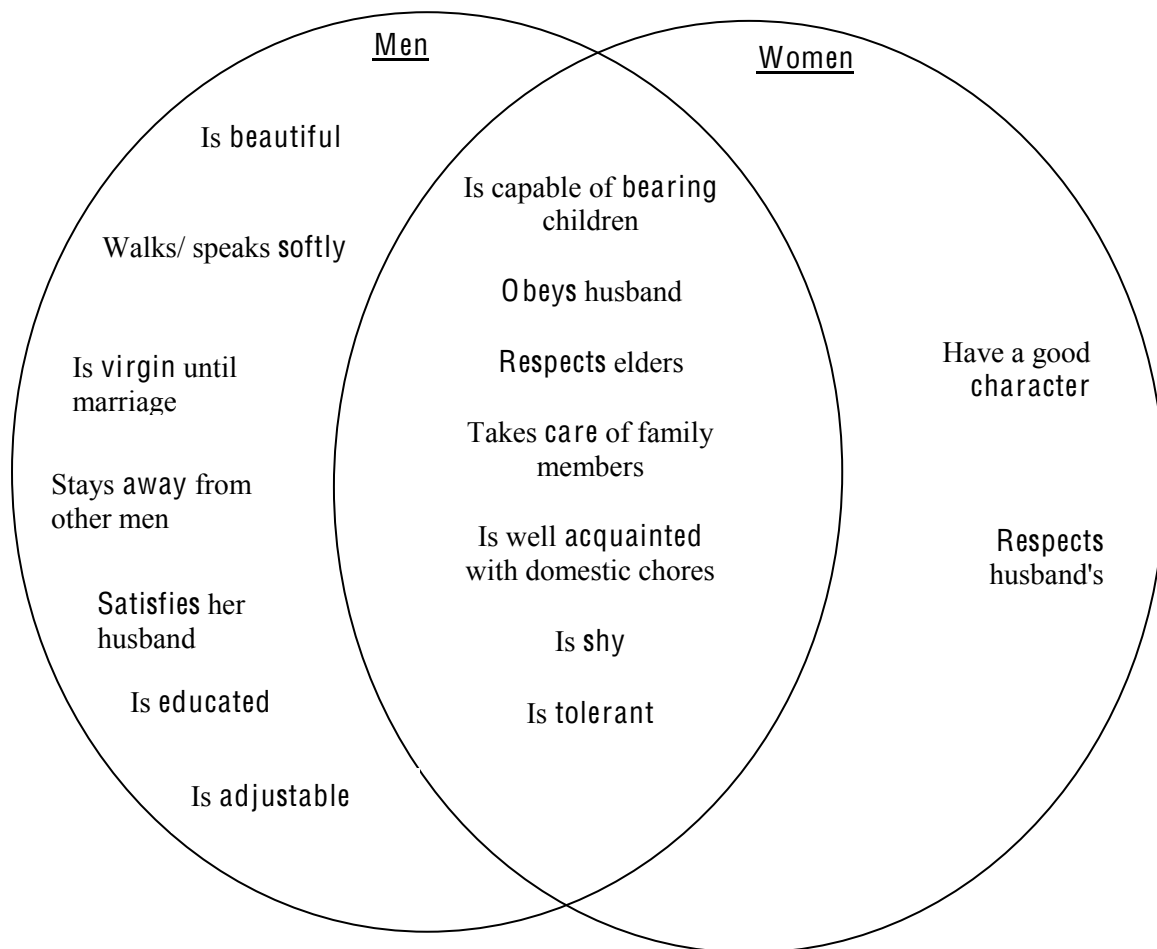 Men
Is beautiful
Walks/ speaks softly
Is virgin until
marriage
Stays away from
other men
Satisfies her
husband
Is educated
Is adjustable
Is capable of bearing
children
Obeys husband
Respects elders
Takes care of family
members
Is well acquainted
with domestic chores
Is shy
Is tolerant
Women
Have a good
character
Respects
husband's